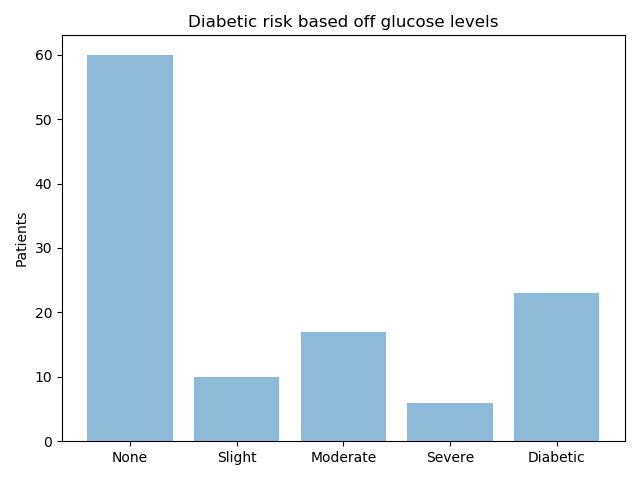 Diabetic risk based off glucose levels
60
50
40
30
20
10
0
Patients
None Slight Moderate Severe Diabetic